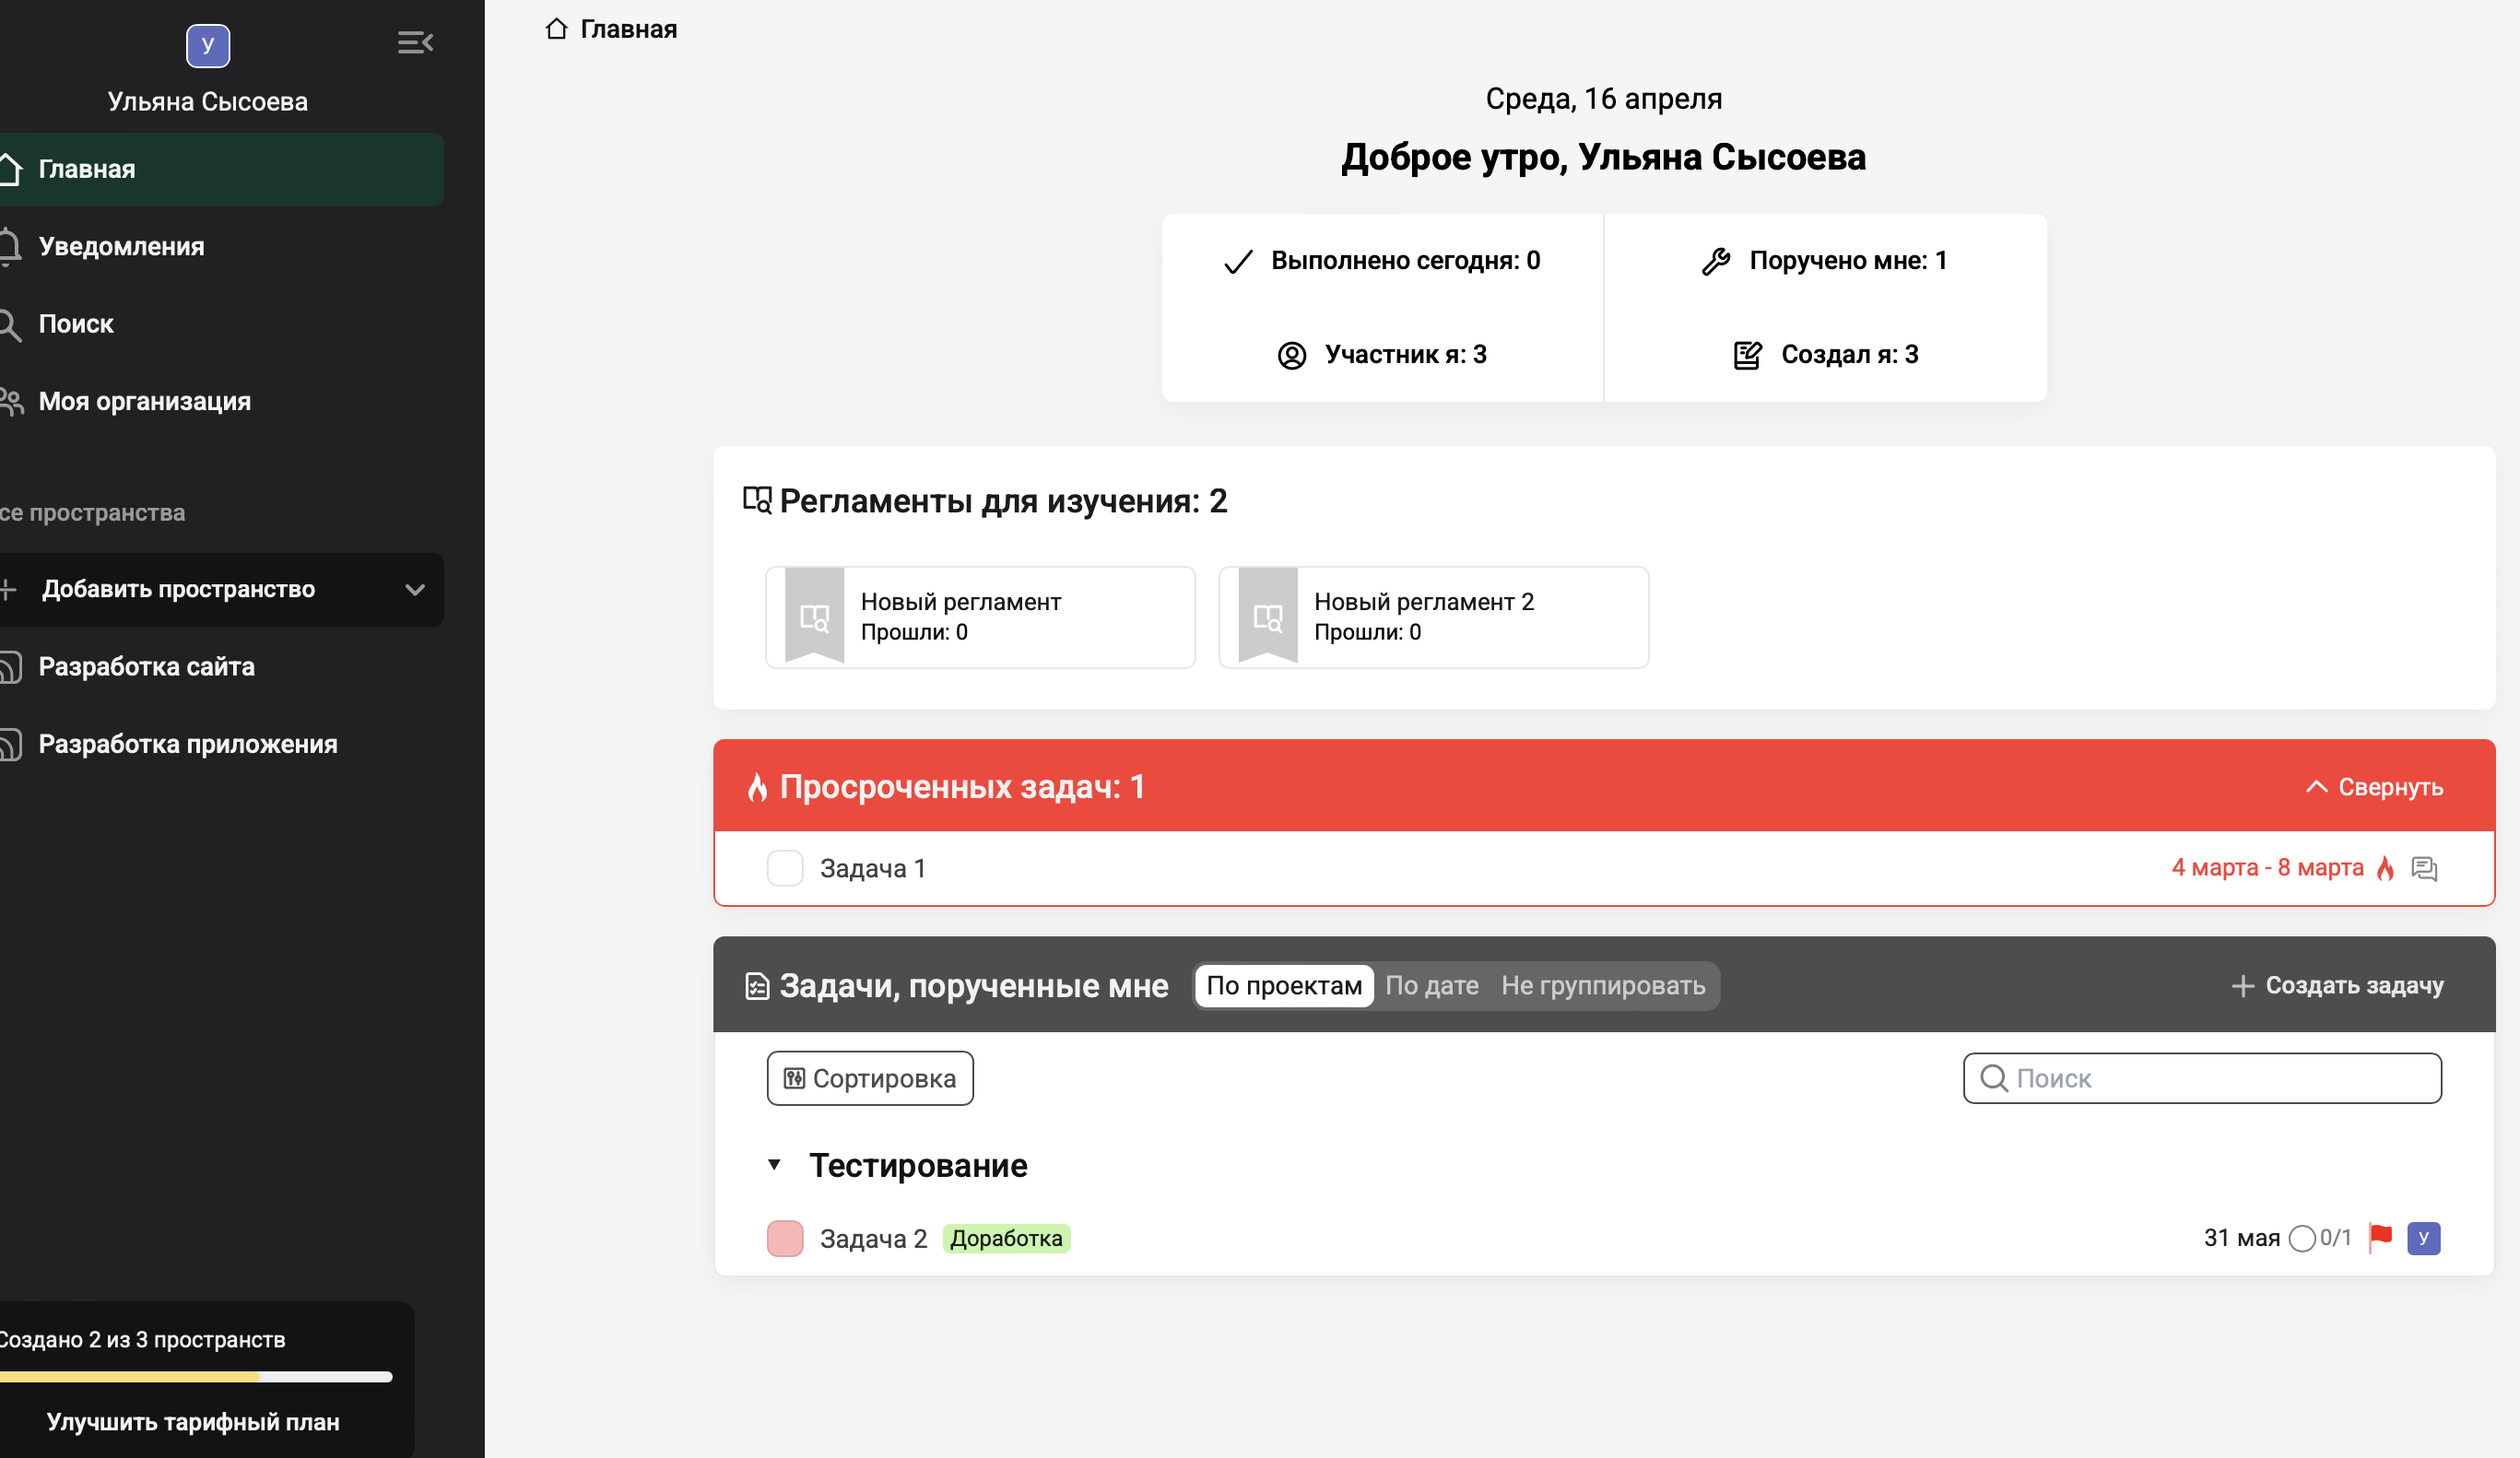 У
Ульяна Сысоева
Главная
Уведомления
Поиск
Моя организация
се пространства
Добавить пространство
Разработка сайта
Разработка приложения
Создано 2 из 3 пространств
Улучшить тарифный план
Главная
Среда, 16 апреля
Доброе утро, Ульяна Сысоева
Выполнено сегодня: 0
Поручено мне: 1
Участник я: 3
Создал я: 3
Регламенты для изучения: 2
Новый регламент
Прошли: 0
Новый регламент 2
Прошли: 0
Просроченных задач: 1
Свернуть
Задача 1
4 марта - 8 марта
Задачи, порученные мне
По проектам
По дате
Не группировать
Создать задачу
Сортировка
Поиск
Тестирование
Задача 2
Доработка
31 мая
0/1
У